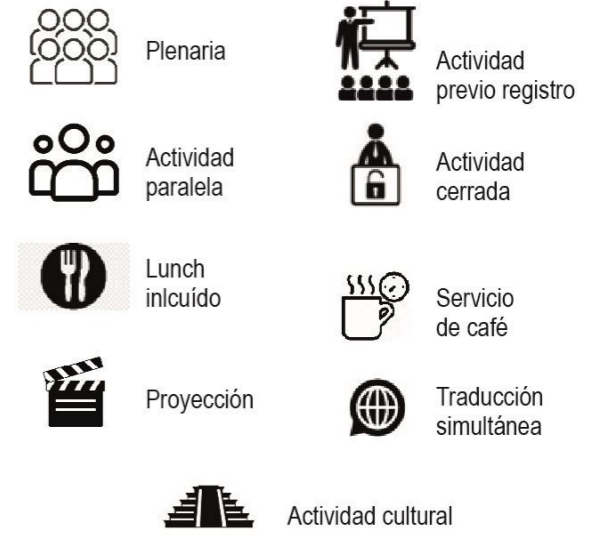 Plenaria
Actividad
previo registro
Actividad
paralela
Actividad
cerrada
Lunch
inlcuído
Servicio
de café
Proyección
Traducción
simultánea
Actividad cultural